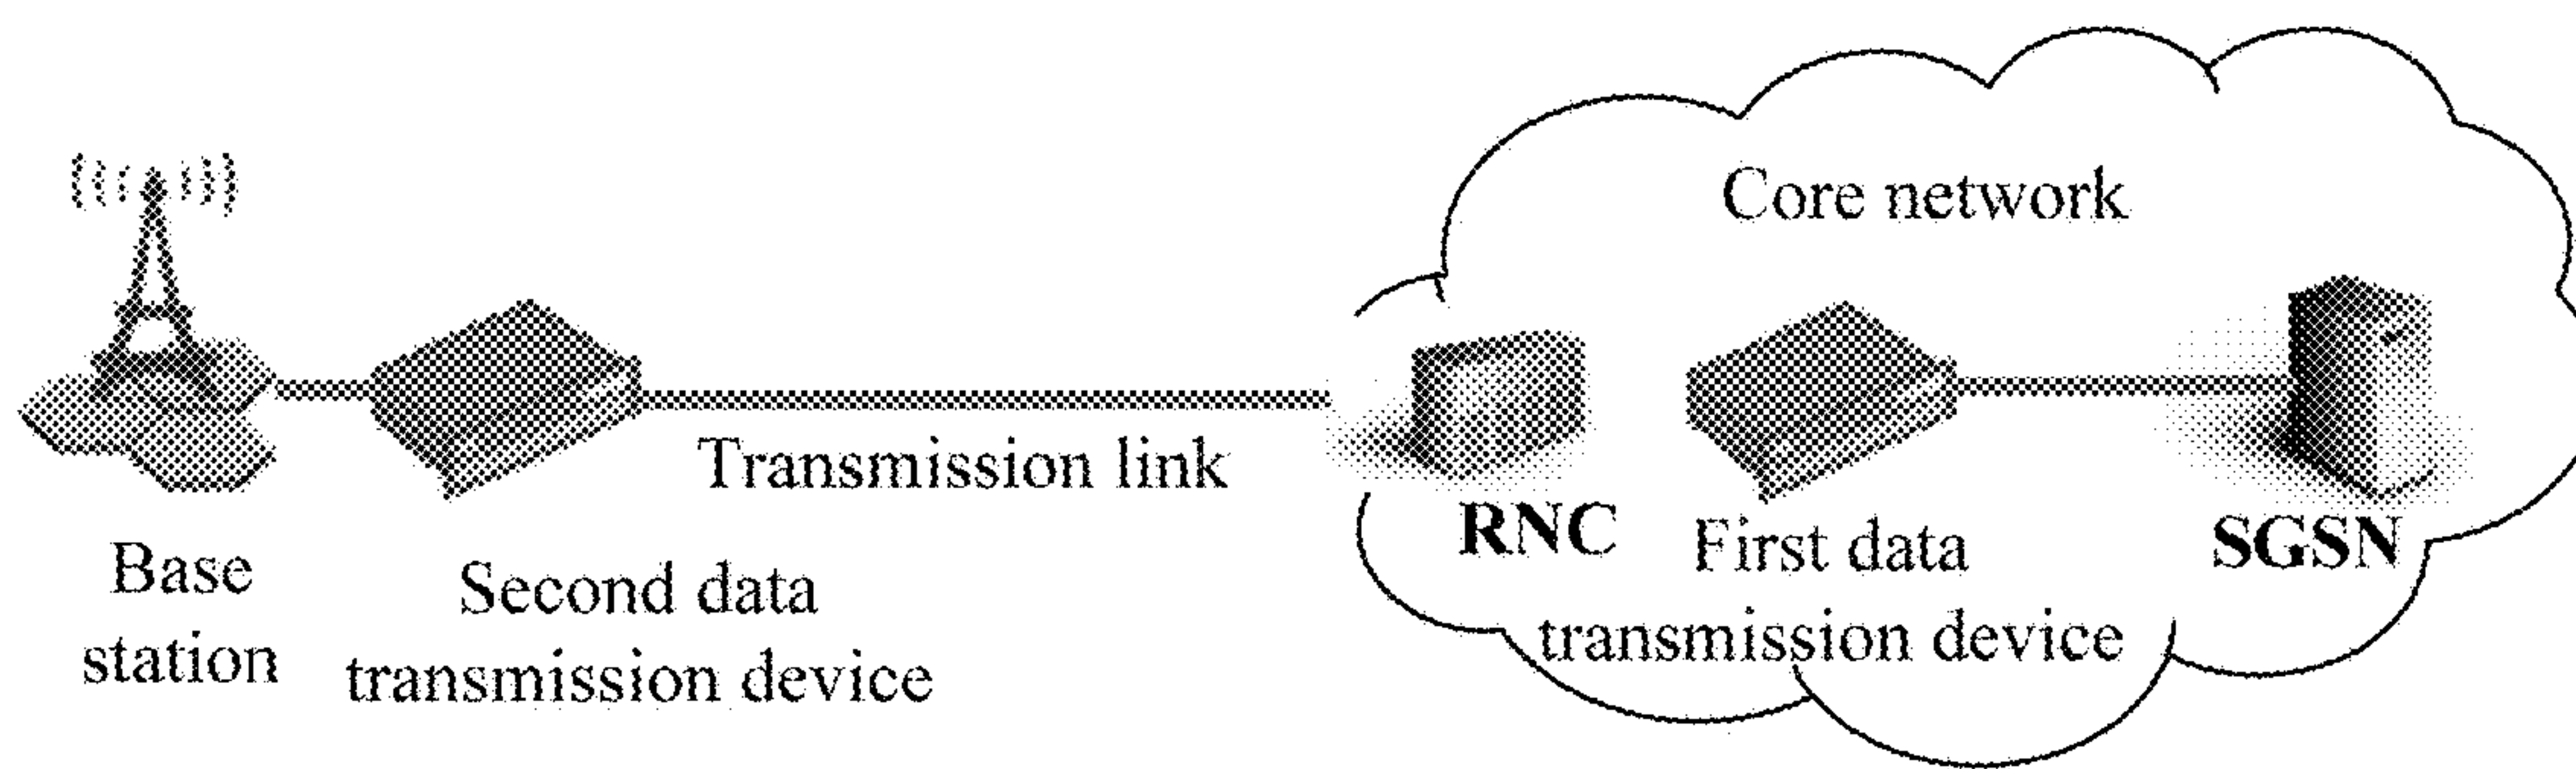 Core network
Transmission link
Base
station
Second data
transmission device
RNC
First data
transmission device
SGSN